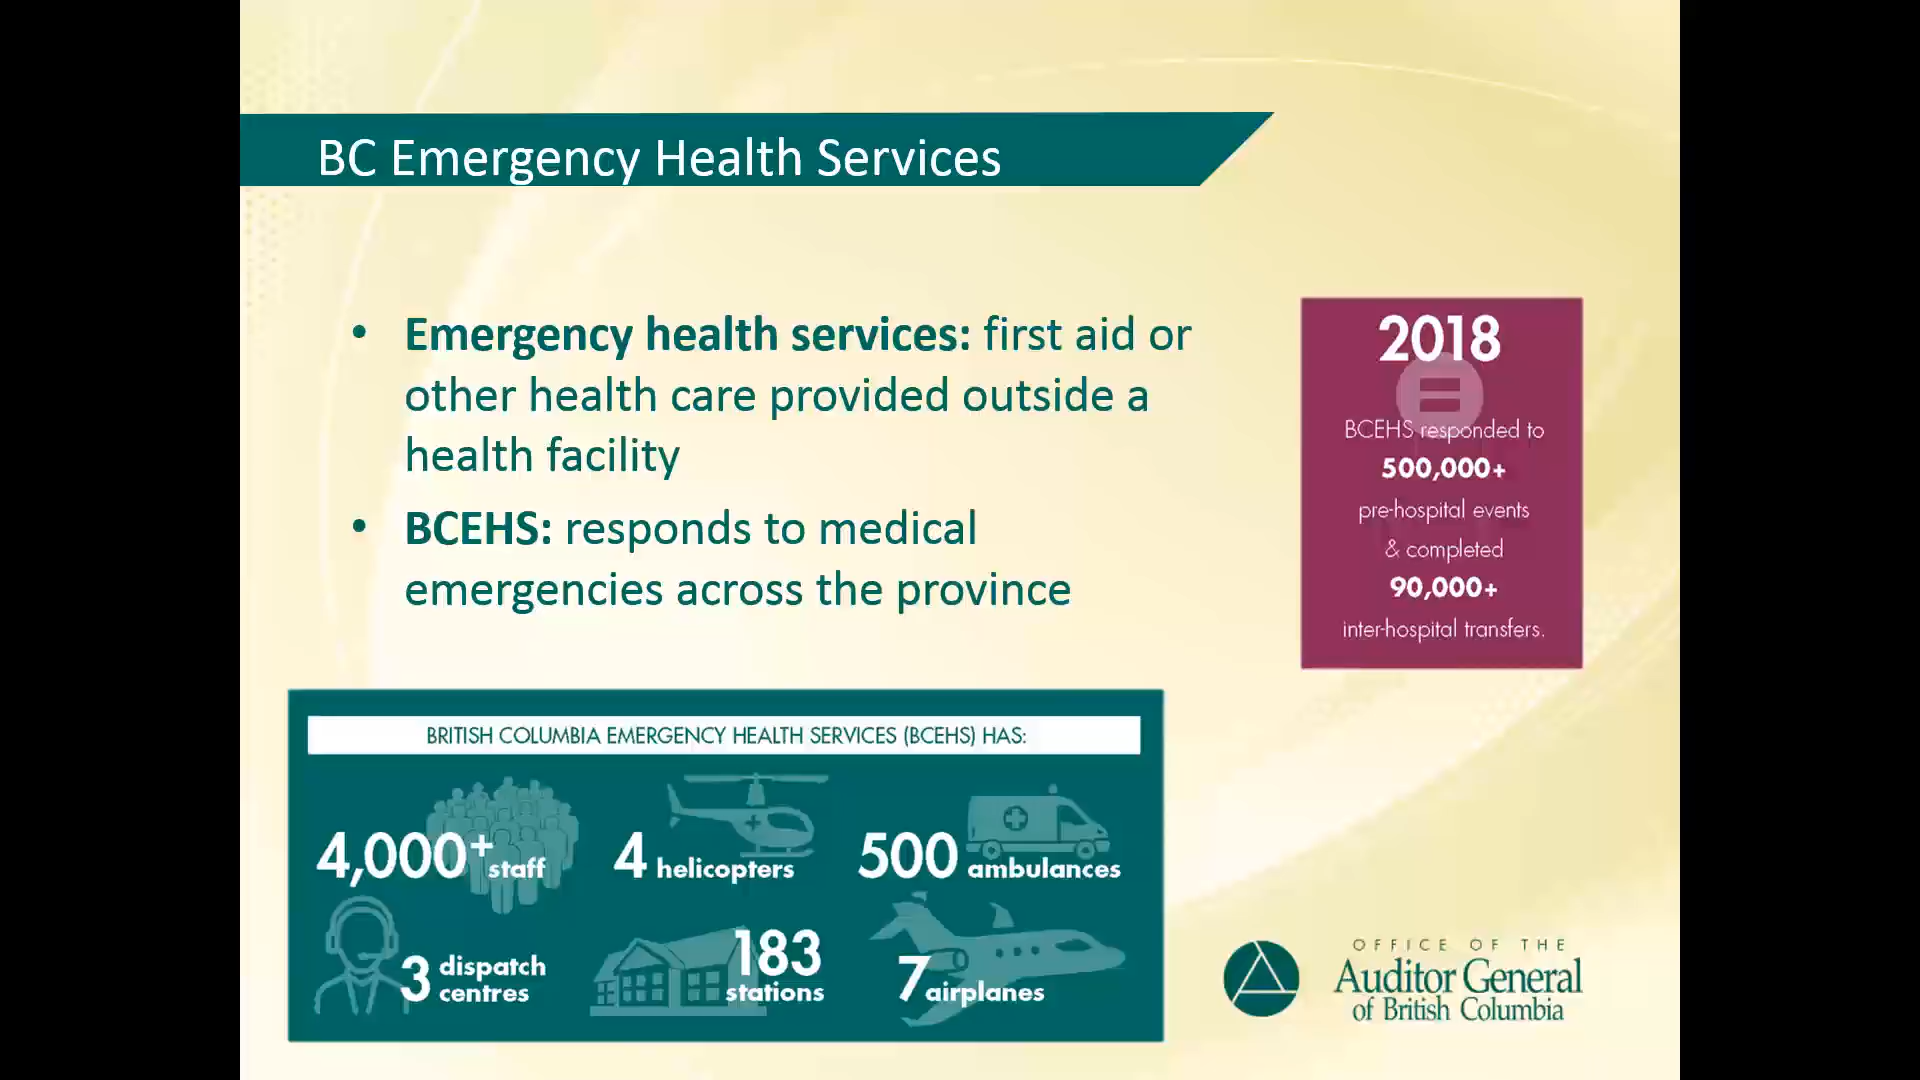 BC Emergency Health Services
• Emergency health services: first aid or
other health care provided outside a
health facility
• BCEHS: responds to medical
emergencies across the province
2018
BCEHS responded to
500,000+
pre-hospital events
& completed
90,000+
inter-hospital transfers.
BRITISH COLUMBIA EMERGENCY HEALTH SERVICES (BCEHS) HAS:
4,000+ staff
4 helicopters
500 ambulances
3 dispatch
centres
183
stations
7 airplanes
OFFICE OF THE
Auditor General
of British Columbia